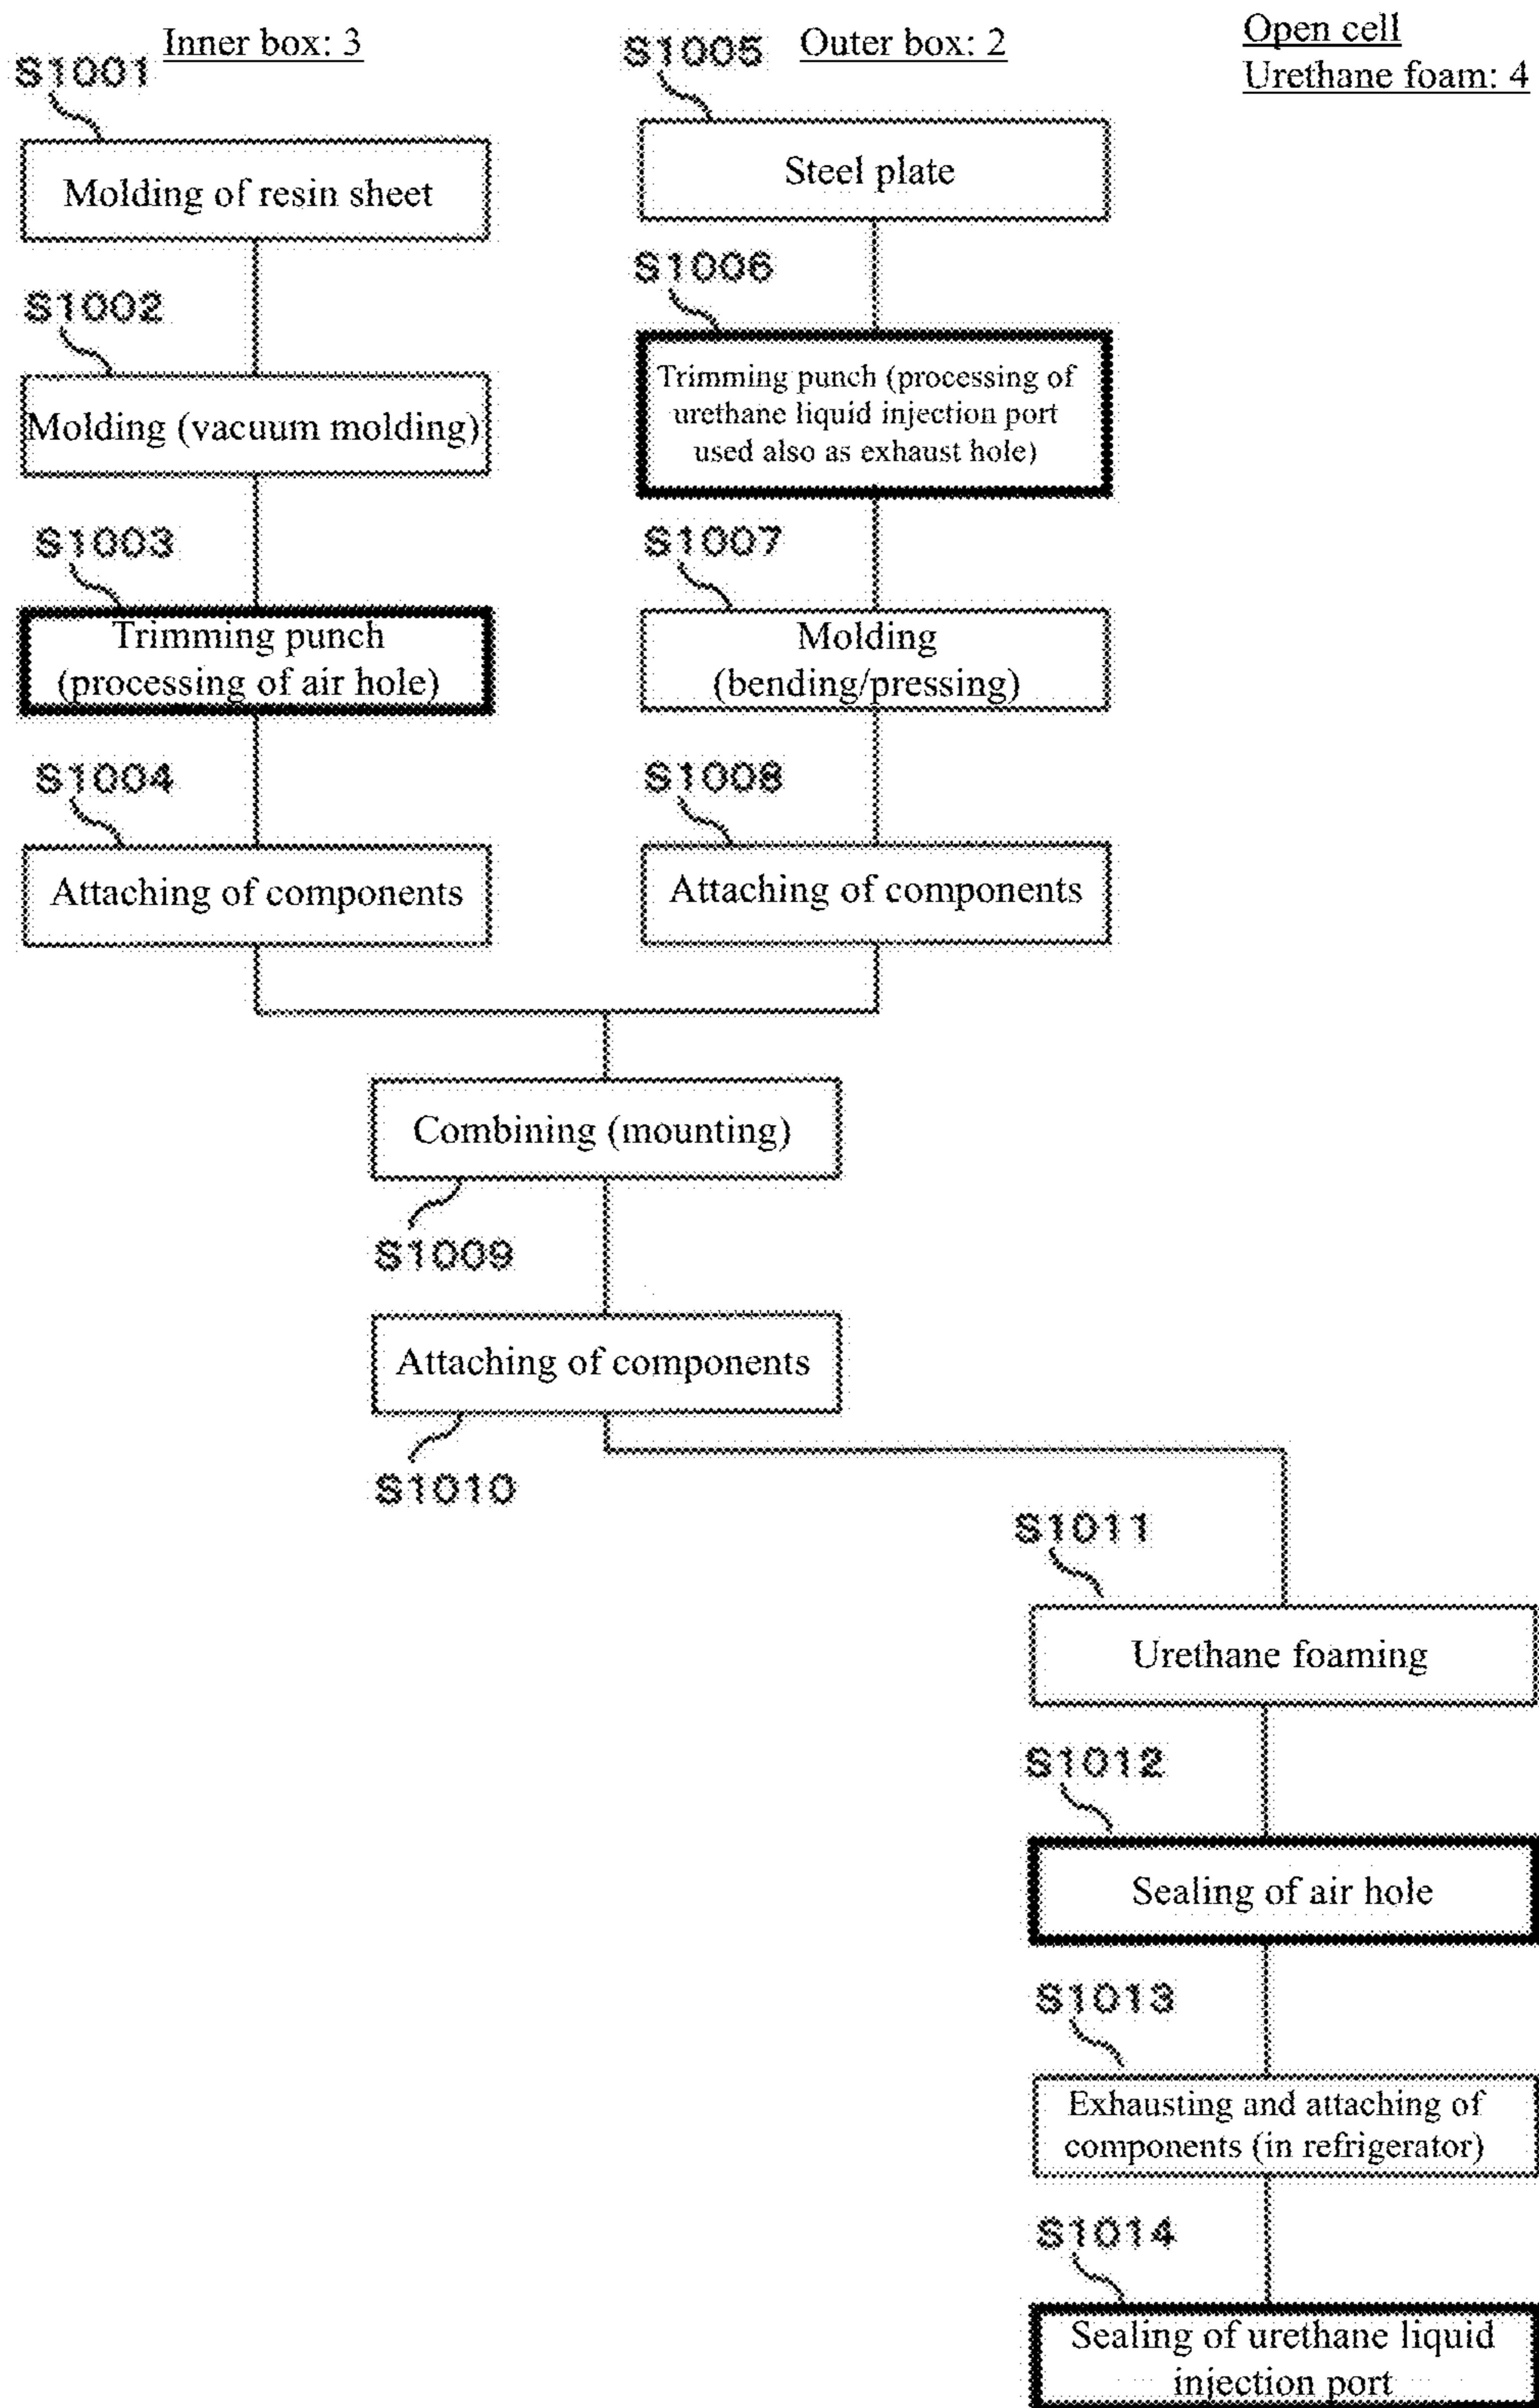 Inner box: 3
S1001
Molding of resin sheet
S1002
Molding (vacuum molding)
S1003
Trimming punch
(processing of air hole)
S1004
Attaching of components
Outer box: 2
S1005
Steel plate
S1006
Trimming punch (processing of
urethane liquid injection port
used also as exhaust hole)
S1007
Molding
(bending/pressing)
S1008
Attaching of components
Combining (mounting)
S1009
Attaching of components
S1010
Open cell
Urethane foam: 4
S1011
Urethane foaming
S1012
Sealing of air hole
S1013
Exhausting and attaching of
components (in refrigerator)
S1014
Sealing of urethane liquid
injection port